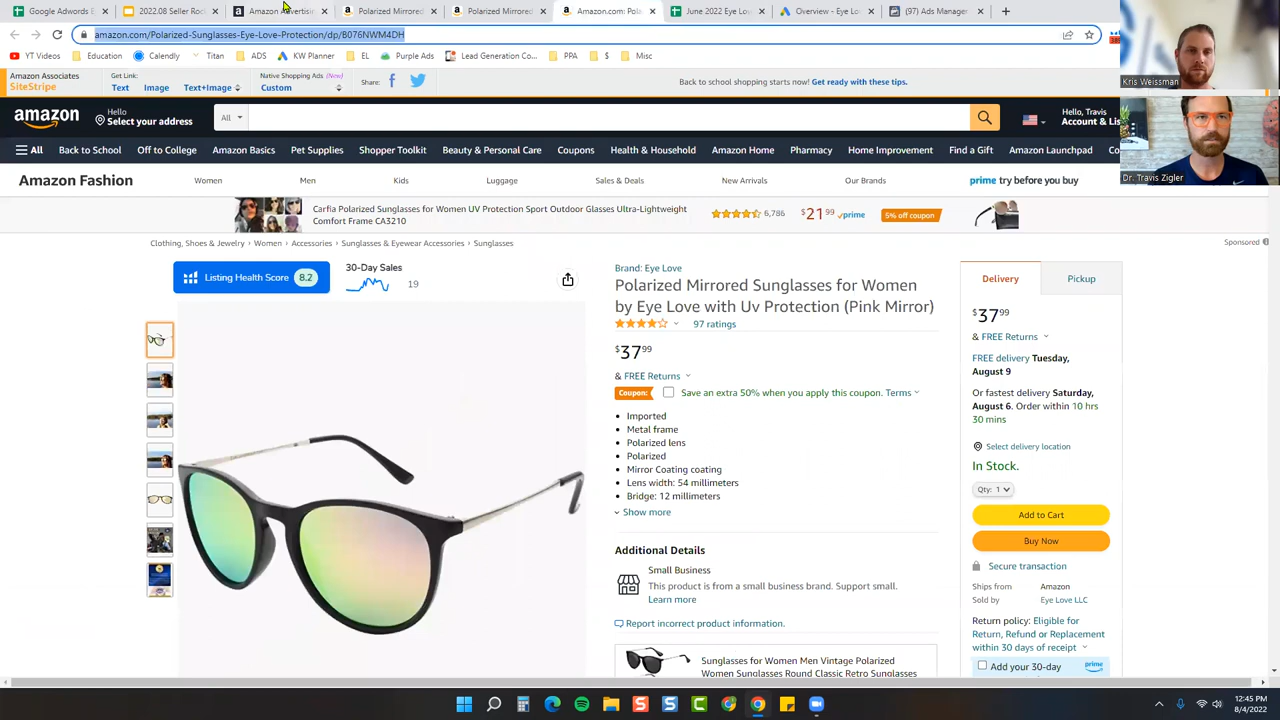 Google Adwords E
2022.08 Seller Roc
Amazon Advertisi
Polarized Mirrored
Polarized Mirrored
Amazon.com: Pola
June 2022 Eye Lo
Overview - Eye Lo
(97) Ads Manager
amazon.com/Polarized-Sunglasses-Eye-Love-Protection/dp/B076NWM4DH
YT Videos
Education
Calendly
Titan
ADS
KW Planner
EL
Purple Ads
Lead Generation Co...
PPA
$
Misc
Kris Weissman
Amazon Associates
SiteStripe
Get Link:
Text
Image
Text+Image
Native Shopping Ads (New)
Custom
Share:
Back to school shopping starts now! Get ready with these tips.
amazon
Hello
Select your address
All
Hello, Travis
Account & Lis
All
Back to School
Off to College
Amazon Basics
Pet Supplies
Shopper Toolkit
Beauty & Personal Care
Coupons
Health & Household
Amazon Home
Pharmacy
Home Improvement
Find a Gift
Amazon Launchpad
Co
Dr. Travis Zigler
Amazon Fashion
Women
Men
Kids
Luggage
Sales & Deals
New Arrivals
Our Brands
prime try before you buy
Carfia Polarized Sunglasses for Women UV Protection Sport Outdoor Glasses Ultra-Lightweight
Comfort Frame CA3210
6,786
$21 99 prime
5% off coupon
Clothing, Shoes & Jewelry › Women › Accessories › Sunglasses & Eyewear Accessories › Sunglasses
Sponsored
Listing Health Score 8.2
30-Day Sales
19
Brand: Eye Love
Polarized Mirrored Sunglasses for Women
by Eye Love with Uv Protection (Pink Mirror)
97 ratings
$37 99
& FREE Returns
Coupon: Save an extra 50% when you apply this coupon. Terms
Imported
Metal frame
Polarized lens
Polarized
Mirror Coating coating
Lens width: 54 millimeters
Bridge: 12 millimeters
Show more
Additional Details
Small Business
This product is from a small business brand. Support small.
Learn more
Report incorrect product information.
Sunglasses for Women Men Vintage Polarized
Women Sunglasses Round Classic Retro Sunglasses
Delivery
Pickup
$37 99
& FREE Returns
FREE delivery Tuesday,
August 9
Or fastest delivery Saturday,
August 6. Order within 10 hrs
30 mins
Select delivery location
In Stock.
Qty: 1
Add to Cart
Buy Now
Secure transaction
Ships from Amazon
Sold by Eye Love LLC
Return policy: Eligible for
Return, Refund or Replacement
within 30 days of receipt
Add your 30-day
prime
12:45 PM
8/4/2022